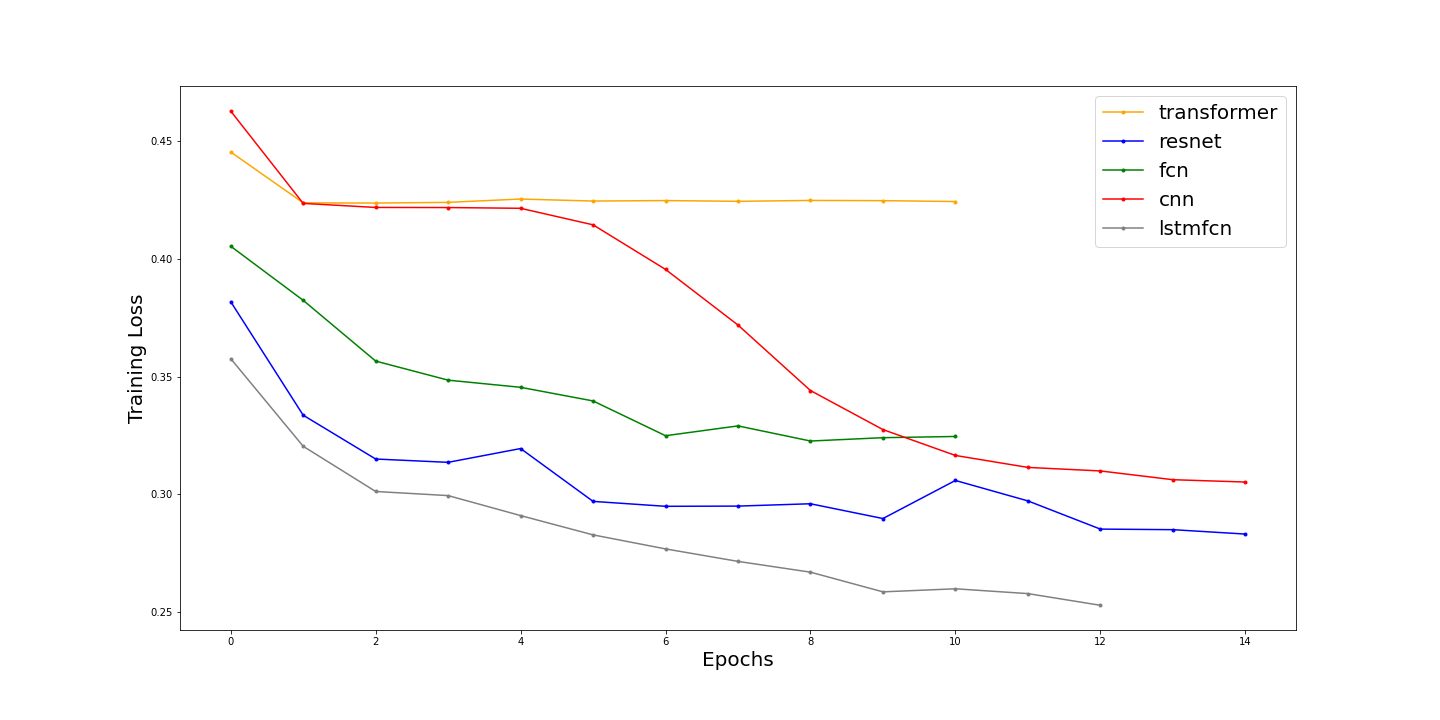 transformer
resnet
fcn
cnn
lstmfcn
0.45
0.40
0.35
0.30
0.25
Training Loss
0 2 4 6 8 10 12 14
Epochs